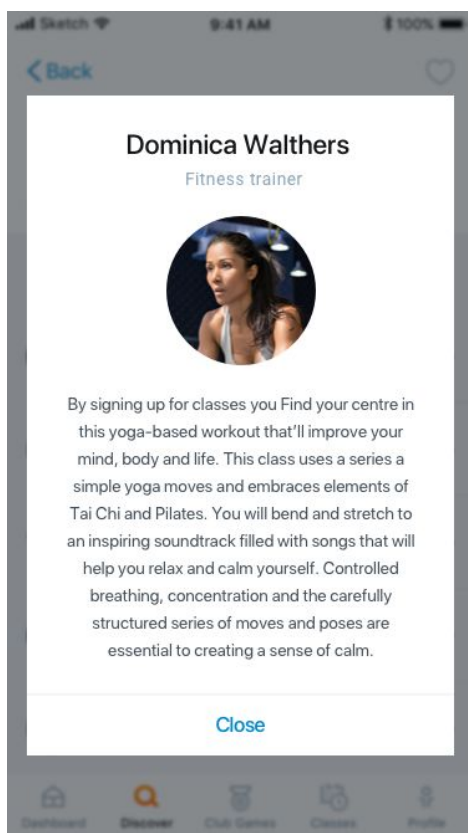 Sketch 9:41 AM 100%
Back
Dominica Walthers
Fitness trainer
By signing up for classes you Find your centre in
this yoga-based workout that’ll improve your
mind, body and life. This class uses a series a
simple yoga moves and embraces elements of
Tai Chi and Pilates. You will bend and stretch to
an inspiring soundtrack filled with songs that will
help you relax and calm yourself. Controlled
breathing, concentration and the carefully
structured series of moves and poses are
essential to creating a sense of calm.
Close
Dashboard Discover Club Games Classes Profile